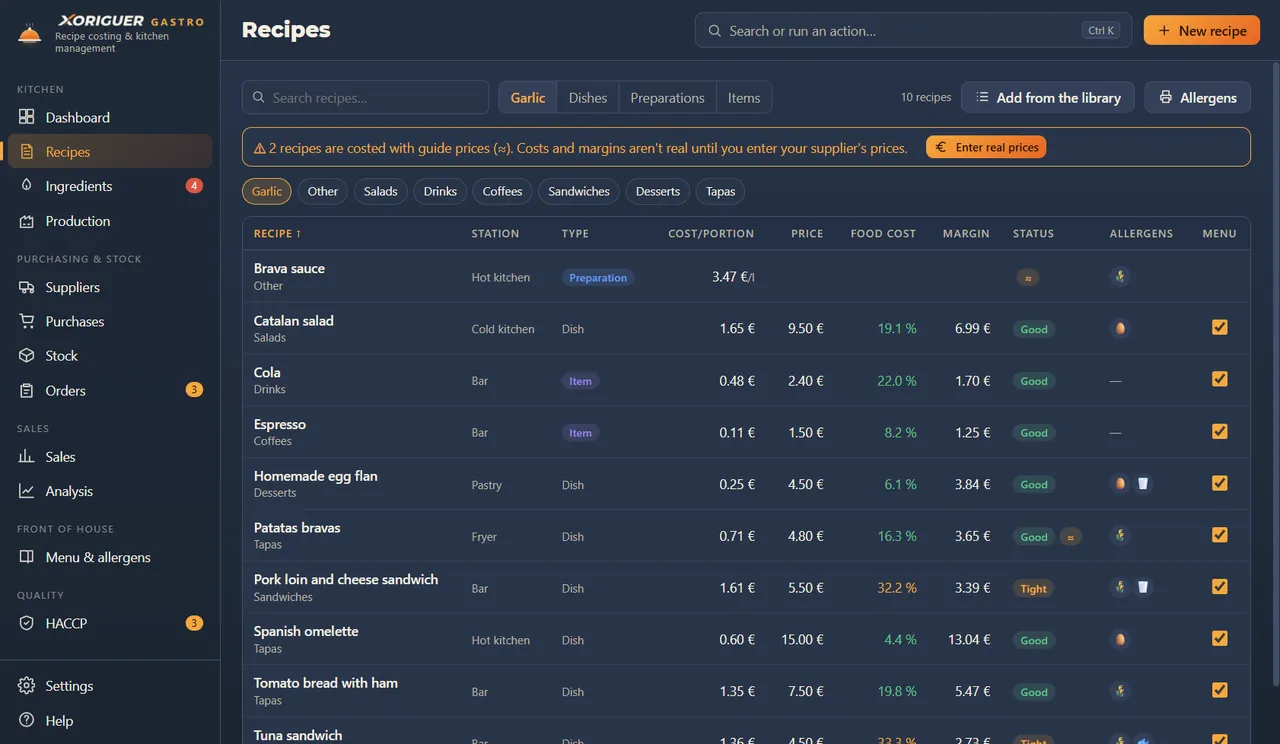 XORIGUER GASTRO
Recipe costing & kitchen
management
KITCHEN
Dashboard
Recipes
Ingredients 4
Production
PURCHASING & STOCK
Suppliers
Purchases
Stock
Orders 3
SALES
Sales
Analysis
FRONT OF HOUSE
Menu & allergens
QUALITY
HACCP 3
Settings
Help
Recipes
Search or run an action... Ctrl K
+ New recipe
Search recipes...
Garlic Dishes Preparations Items
10 recipes
Add from the library
Allergens
⚠ 2 recipes are costed with guide prices (≈). Costs and margins aren't real until you enter your supplier's prices.
€ Enter real prices
Garlic Other Salads Drinks Coffees Sandwiches Desserts Tapas
RECIPE ↑ STATION TYPE COST/PORTION PRICE FOOD COST MARGIN STATUS ALLERGENS MENU
Brava sauce Hot kitchen Preparation 3.47 €/l ≈
Other
Catalan salad Cold kitchen Dish 1.65 € 9.50 € 19.1 % 6.99 € Good
Salads
Cola Bar Item 0.48 € 2.40 € 22.0 % 1.70 € Good —
Drinks
Espresso Bar Item 0.11 € 1.50 € 8.2 % 1.25 € Good —
Coffees
Homemade egg flan Pastry Dish 0.25 € 4.50 € 6.1 % 3.84 € Good
Desserts
Patatas bravas Fryer Dish 0.71 € 4.80 € 16.3 % 3.65 € Good ≈
Tapas
Pork loin and cheese sandwich Bar Dish 1.61 € 5.50 € 32.2 % 3.39 € Tight
Sandwiches
Spanish omelette Hot kitchen Dish 0.60 € 15.00 € 4.4 % 13.04 € Good
Tapas
Tomato bread with ham Bar Dish 1.35 € 7.50 € 19.8 % 5.47 € Good
Tapas
Tuna sandwich Bar Dish 1.36 € 4.50 € 33.3 % 2.73 € Tight